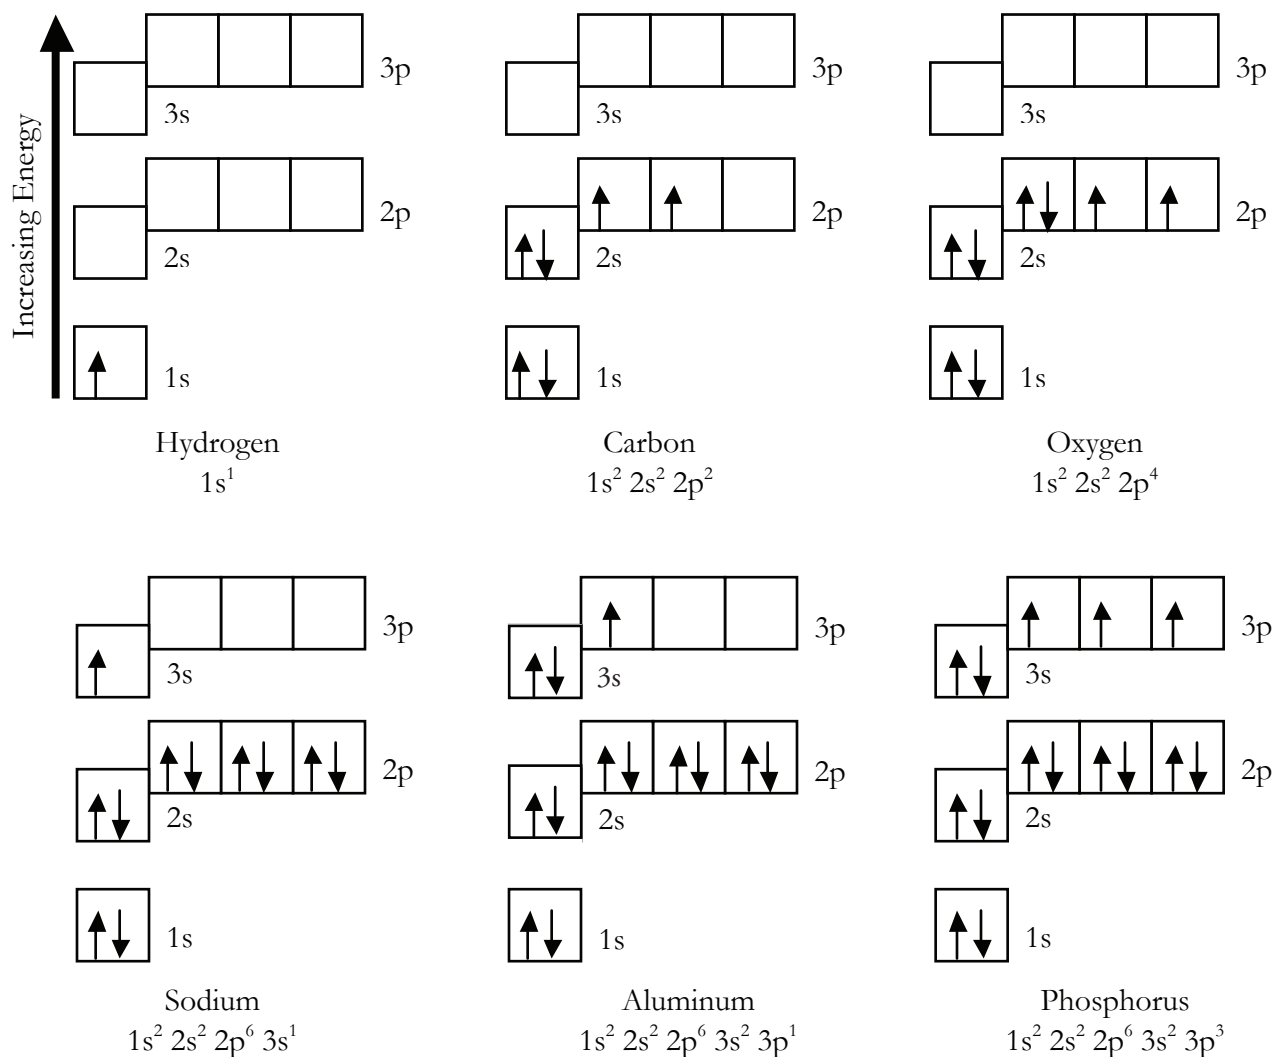 Increasing Energy
3p
3s
2p
2s
1s
Hydrogen
1s¹
3p
3s
2p
2s
1s
Carbon
1s² 2s² 2p²
3p
3s
2p
2s
1s
Oxygen
1s² 2s² 2p⁴
3p
3s
2p
2s
1s
Sodium
1s² 2s² 2p⁶ 3s¹
3p
3s
2p
2s
1s
Aluminum
1s² 2s² 2p⁶ 3s² 3p¹
3p
3s
2p
2s
1s
Phosphorus
1s² 2s² 2p⁶ 3s² 3p³